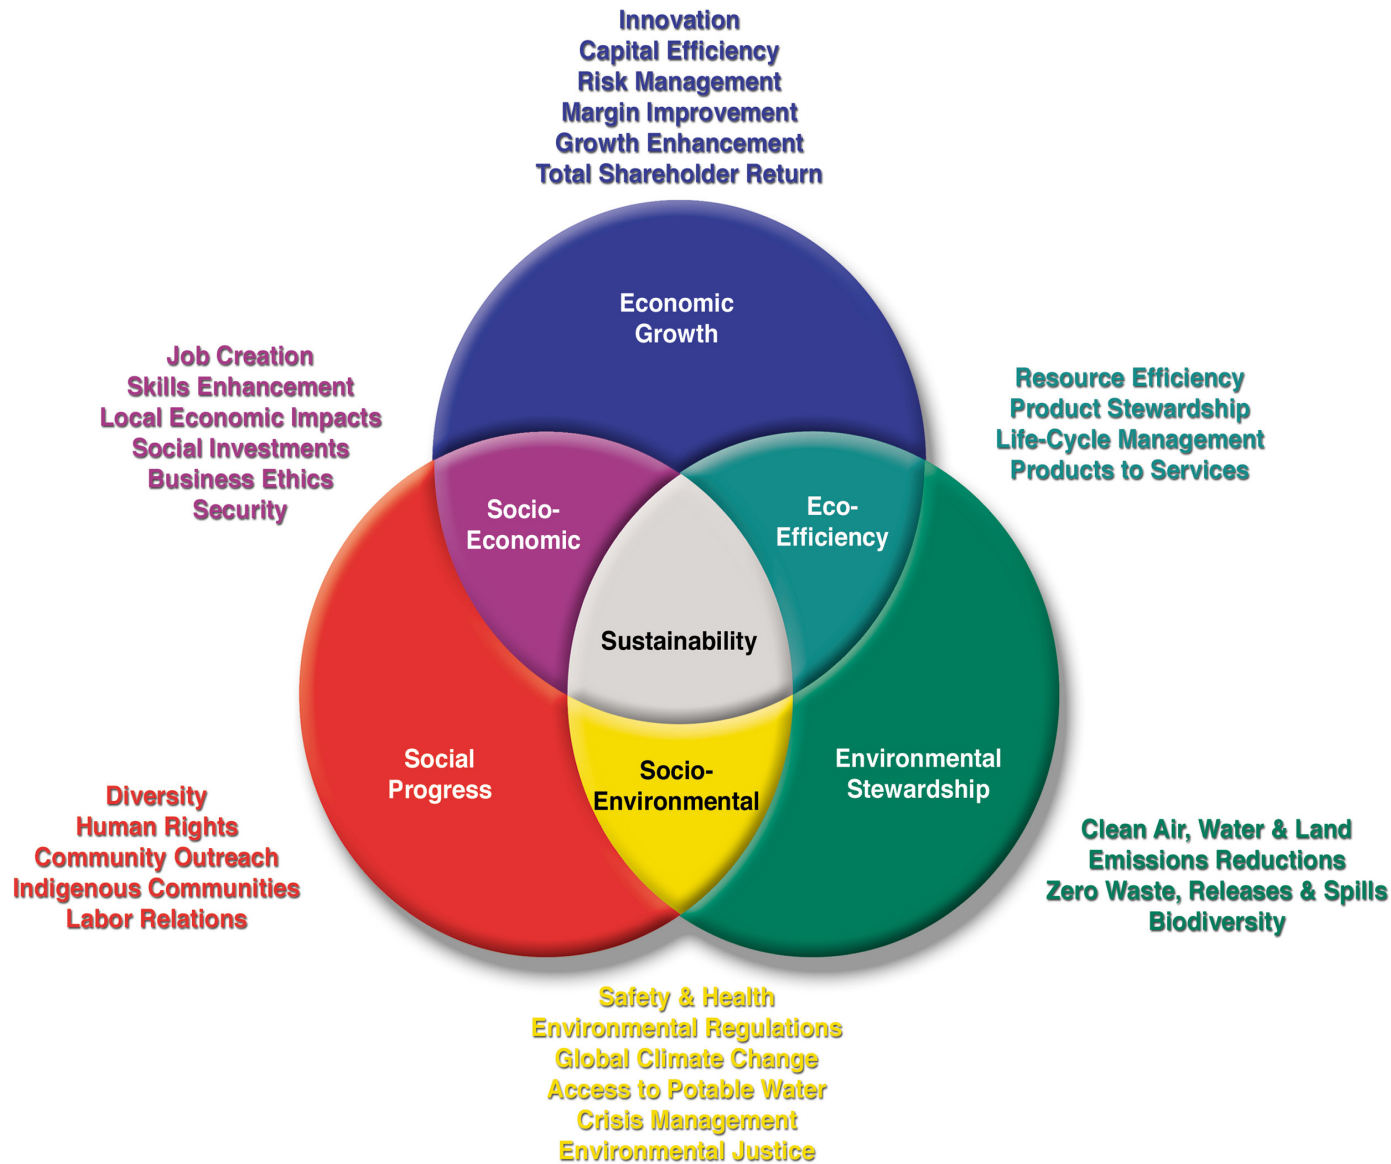 Innovation
Capital Efficiency
Risk Management
Margin Improvement
Growth Enhancement
Total Shareholder Return
Economic
Growth
Job Creation
Skills Enhancement
Local Economic Impacts
Social Investments
Business Ethics
Security
Resource Efficiency
Product Stewardship
Life-Cycle Management
Products to Services
Socio-
Economic
Eco-
Efficiency
Sustainability
Social
Progress
Socio-
Environmental
Environmental
Stewardship
Diversity
Human Rights
Community Outreach
Indigenous Communities
Labor Relations
Clean Air, Water & Land
Emissions Reductions
Zero Waste, Releases & Spills
Biodiversity
Safety & Health
Environmental Regulations
Global Climate Change
Access to Potable Water
Crisis Management
Environmental Justice